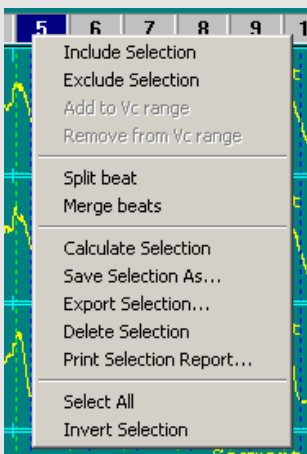 5 6 7 8 9 1
Include Selection
Exclude Selection
Add to Vc range
Remove from Vc range
Split beat
Merge beats
Calculate Selection
Save Selection As...
Export Selection...
Delete Selection
Print Selection Report...
Select All
Invert Selection